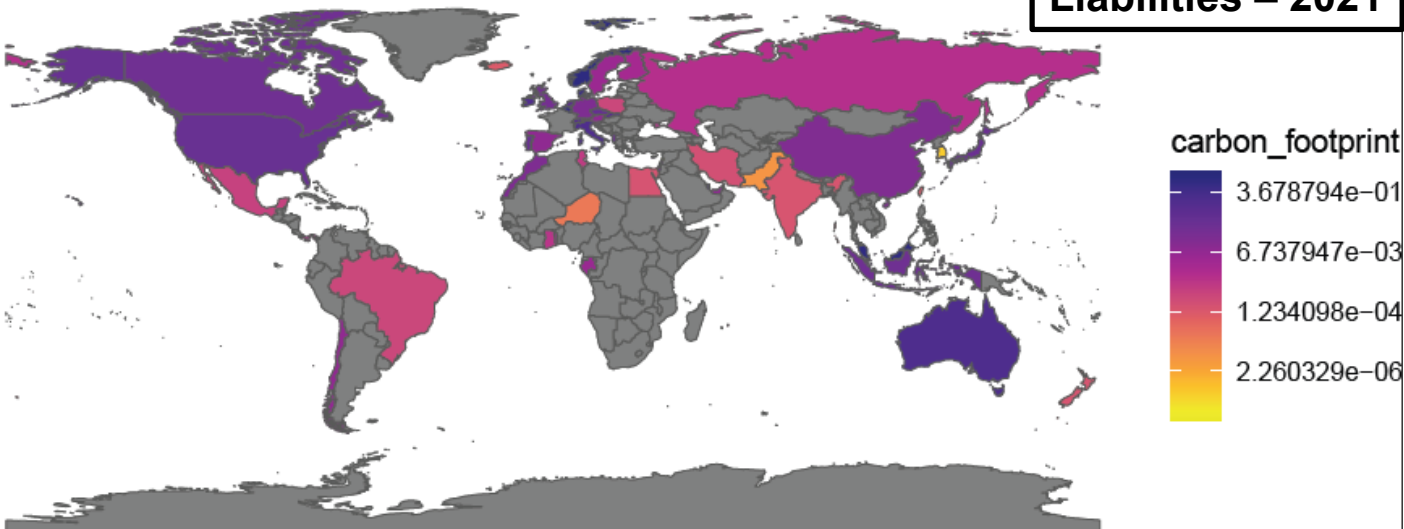 Liabilities – 2021
carbon_footprint
3.678794e−01
6.737947e−03
1.234098e−04
2.260329e−06